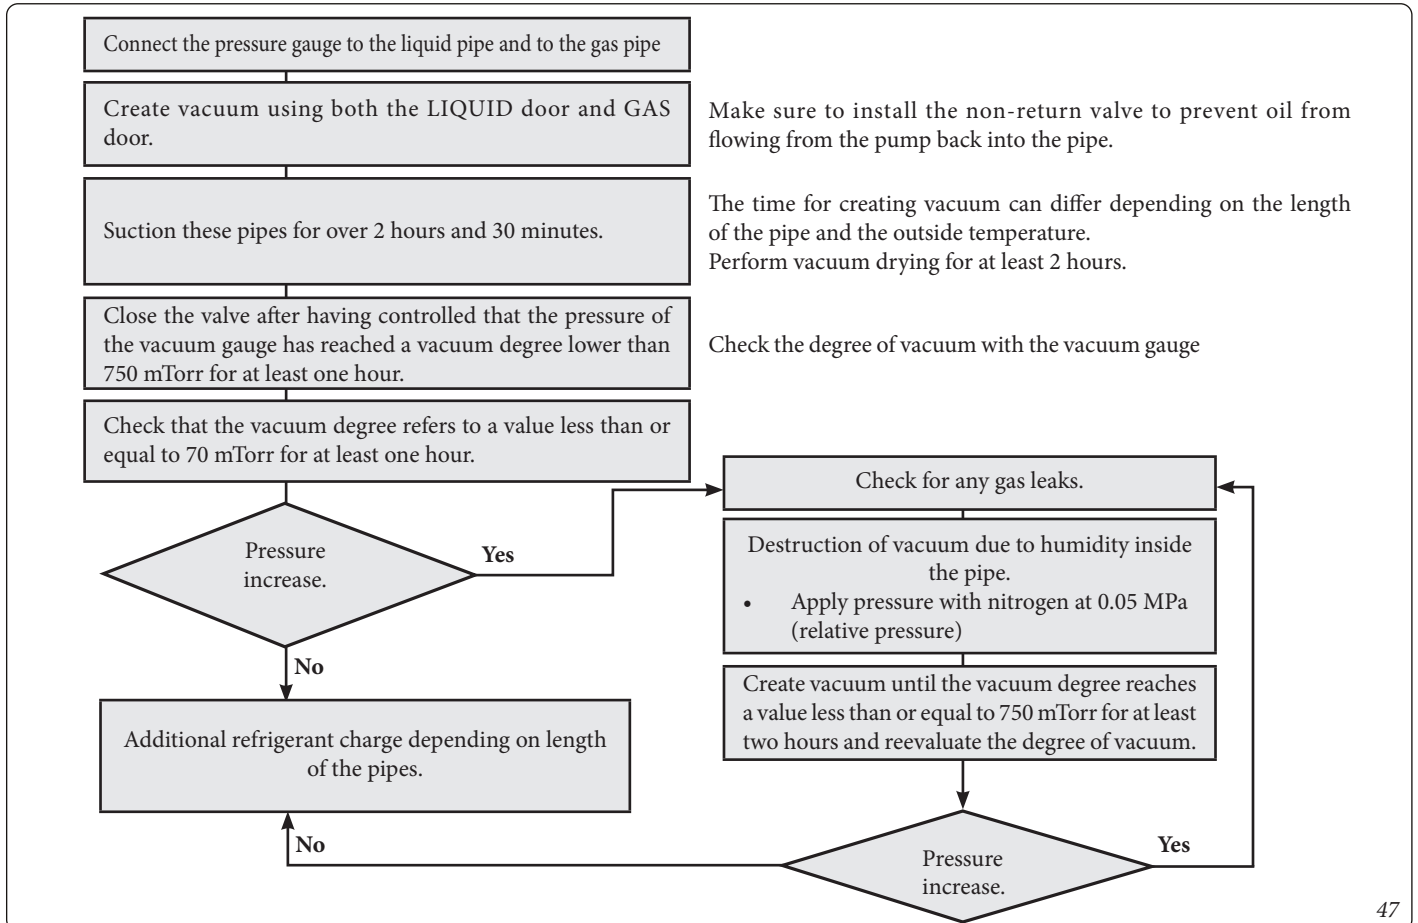 Connect the pressure gauge to the liquid pipe and to the gas pipe
Create vacuum using both the LIQUID door and GAS
door.
Make sure to install the non-return valve to prevent oil from
flowing from the pump back into the pipe.
Suction these pipes for over 2 hours and 30 minutes.
The time for creating vacuum can differ depending on the length
of the pipe and the outside temperature.
Perform vacuum drying for at least 2 hours.
Close the valve after having controlled that the pressure of
the vacuum gauge has reached a vacuum degree lower than
750 mTorr for at least one hour.
Check the degree of vacuum with the vacuum gauge
Check that the vacuum degree refers to a value less than or
equal to 70 mTorr for at least one hour.
Pressure
increase.
Yes
No
Check for any gas leaks.
Destruction of vacuum due to humidity inside
the pipe.
• Apply pressure with nitrogen at 0.05 MPa
(relative pressure)
Create vacuum until the vacuum degree reaches
a value less than or equal to 750 mTorr for at least
two hours and reevaluate the degree of vacuum.
Additional refrigerant charge depending on length
of the pipes.
No
Pressure
increase.
Yes
47